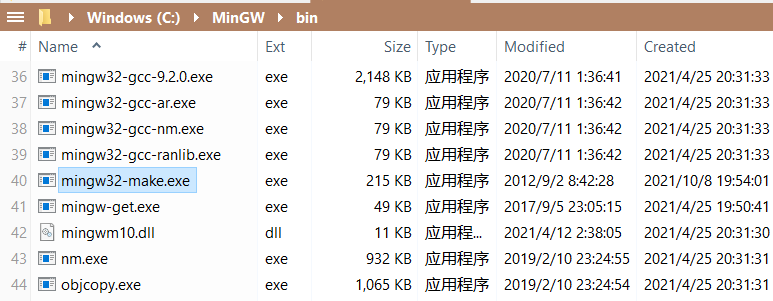 Windows (C:) MinGW bin
# Name Ext Size Type Modified Created
36 mingw32-gcc-9.2.0.exe exe 2,148 KB 应用程序 2020/7/11 1:36:41 2021/4/25 20:31:33
37 mingw32-gcc-ar.exe exe 79 KB 应用程序 2020/7/11 1:36:42 2021/4/25 20:31:33
38 mingw32-gcc-nm.exe exe 79 KB 应用程序 2020/7/11 1:36:42 2021/4/25 20:31:33
39 mingw32-gcc-ranlib.exe exe 79 KB 应用程序 2020/7/11 1:36:42 2021/4/25 20:31:33
40 mingw32-make.exe exe 215 KB 应用程序 2012/9/2 8:42:28 2021/10/8 19:54:01
41 mingw-get.exe exe 49 KB 应用程序 2017/9/5 23:05:15 2021/4/25 19:50:41
42 mingwm10.dll dll 11 KB 应用程... 2021/4/12 2:38:05 2021/4/25 20:31:30
43 nm.exe exe 932 KB 应用程序 2019/2/10 23:24:55 2021/4/25 20:31:31
44 objcopy.exe exe 1,065 KB 应用程序 2019/2/10 23:24:54 2021/4/25 20:31:31